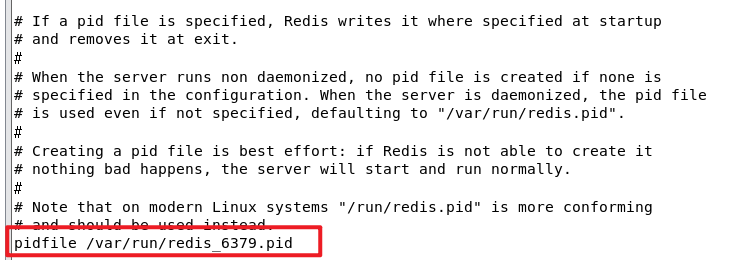 # If a pid file is specified, Redis writes it where specified at startup
# and removes it at exit.
#
# When the server runs non daemonized, no pid file is created if none is
# specified in the configuration. When the server is daemonized, the pid file
# is used even if not specified, defaulting to "/var/run/redis.pid".
#
# Creating a pid file is best effort: if Redis is not able to create it
# nothing bad happens, the server will start and run normally.
#
# Note that on modern Linux systems "/run/redis.pid" is more conforming
# and should be used instead.
pidfile /var/run/redis_6379.pid